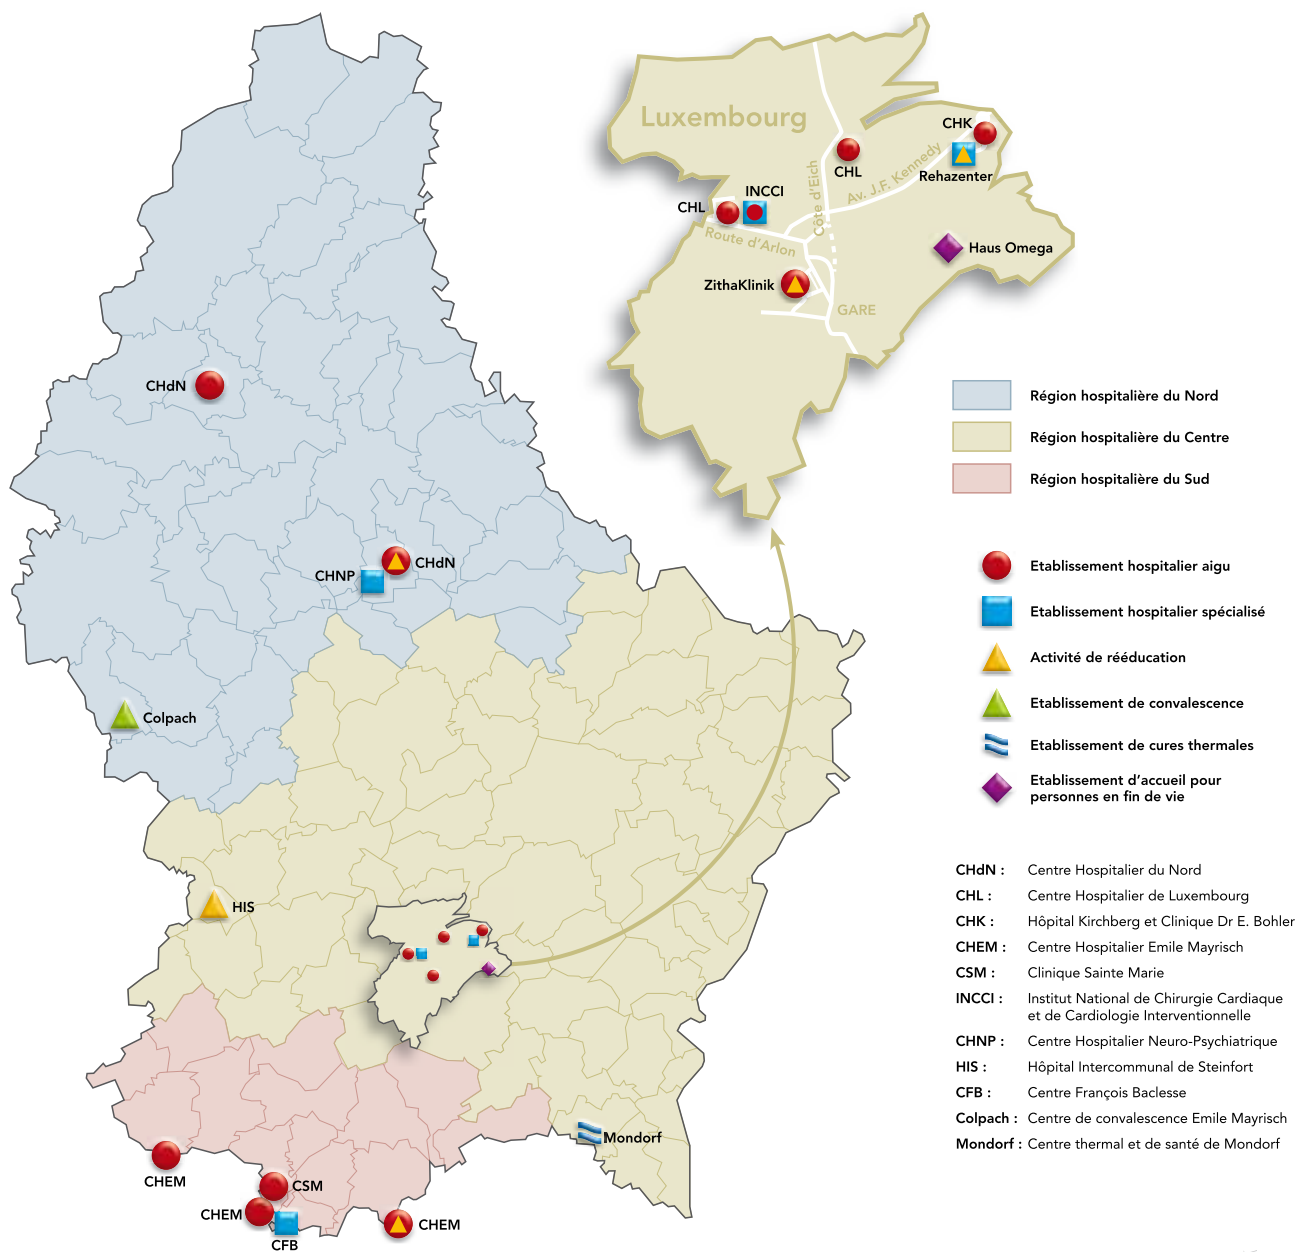 Luxembourg
CHK
CHL
Rehazenter
Av. J.F. Kennedy
Côte d'Eich
INCCI
CHL
Route d'Arlon
Haus Omega
ZithaKlinik
GARE
CHdN
CHNP
CHdN
Colpach
HIS
Mondorf
CHEM
CSM
CHEM
CFB
CHEM
Région hospitalière du Nord
Région hospitalière du Centre
Région hospitalière du Sud
Etablissement hospitalier aigu
Etablissement hospitalier spécialisé
Activité de rééducation
Etablissement de convalescence
Etablissement de cures thermales
Etablissement d'accueil pour
personnes en fin de vie
CHdN : Centre Hospitalier du Nord
CHL : Centre Hospitalier de Luxembourg
CHK : Hôpital Kirchberg et Clinique Dr E. Bohler
CHEM : Centre Hospitalier Emile Mayrisch
CSM : Clinique Sainte Marie
INCCI : Institut National de Chirurgie Cardiaque
et de Cardiologie Interventionnelle
CHNP : Centre Hospitalier Neuro-Psychiatrique
HIS : Hôpital Intercommunal de Steinfort
CFB : Centre François Baclesse
Colpach : Centre de convalescence Emile Mayrisch
Mondorf : Centre thermal et de santé de Mondorf